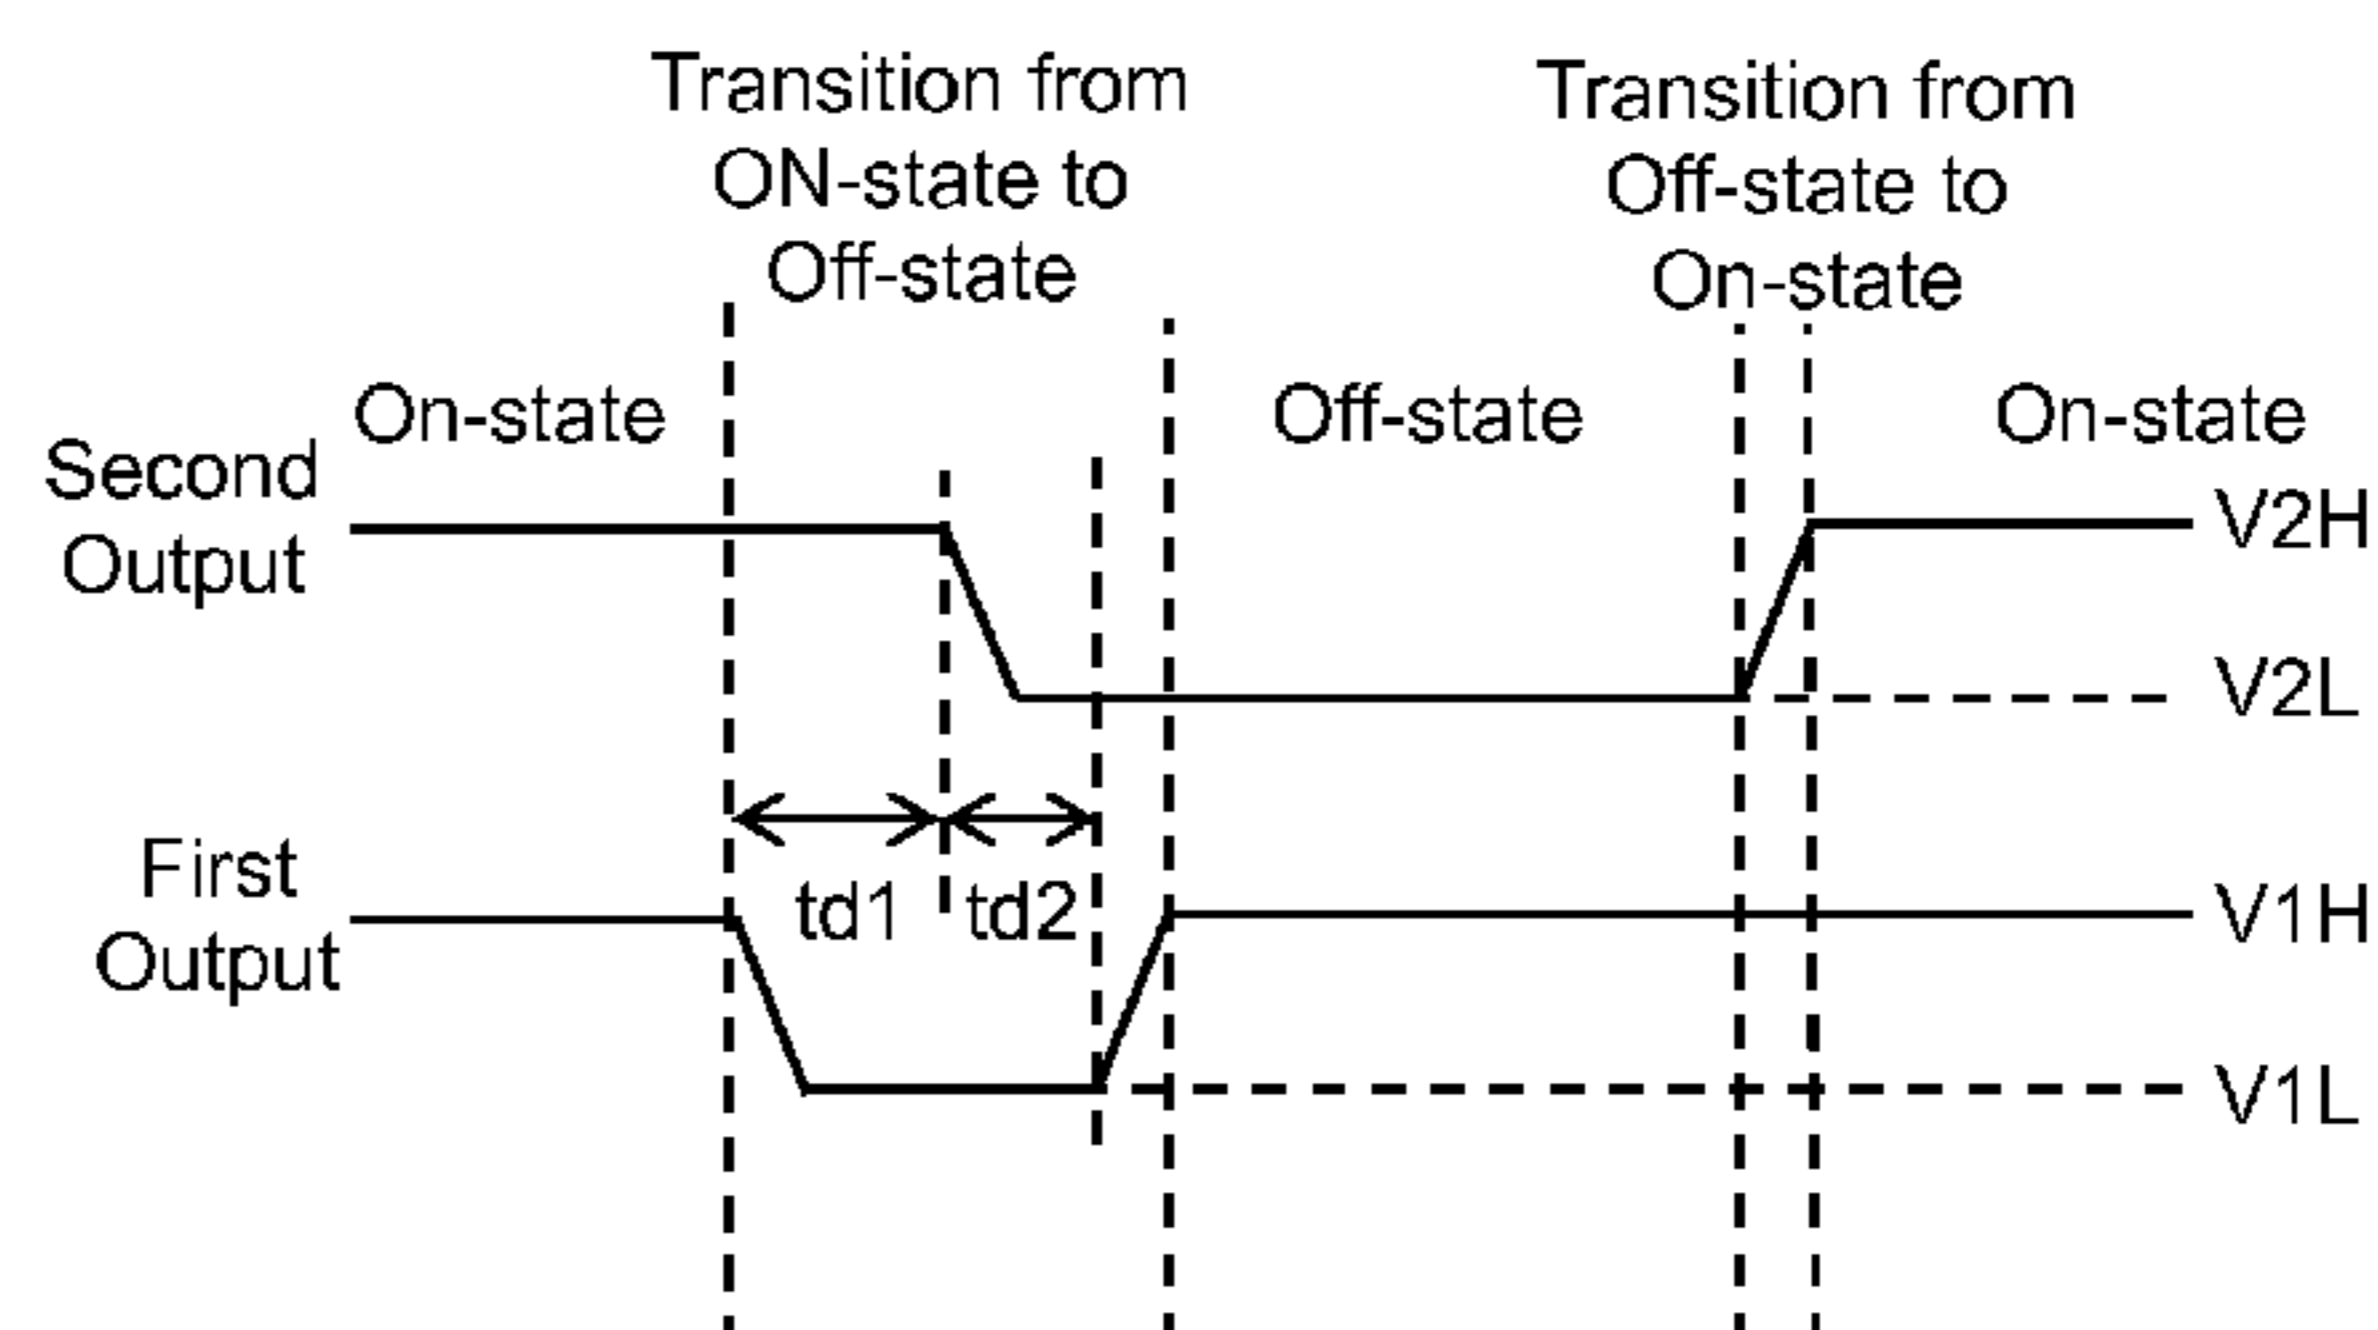 Transition from
ON-state to
Off-state
Transition from
Off-state to
On-state
On-state
Off-state
On-state
Second
Output
V2H
V2L
td1
td2
First
Output
V1H
V1L